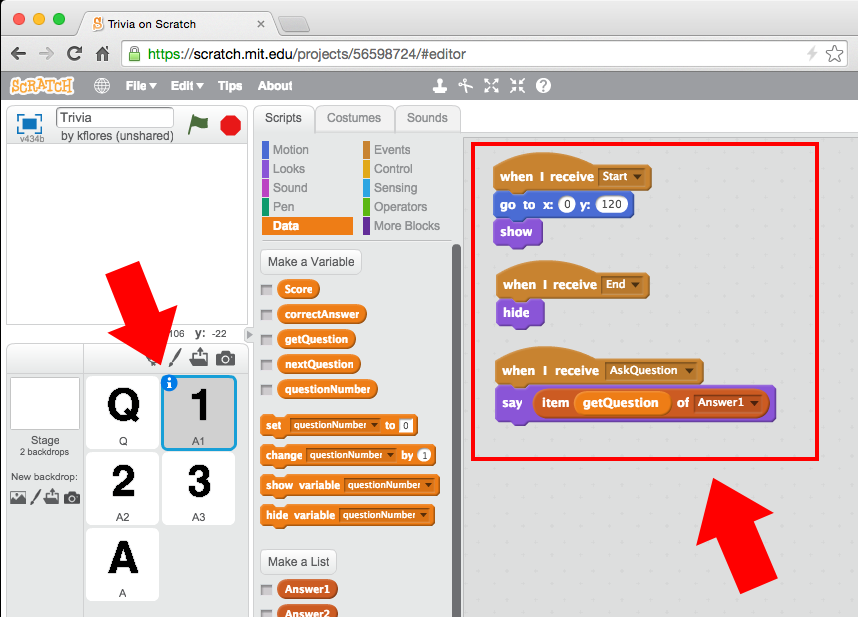 Trivia on Scratch
https://scratch.mit.edu/projects/56598724/#editor
SCRATCH File Edit Tips About
Trivia
by kflores (unshared)
v434b
Scripts Costumes Sounds
Motion Events
Looks Control
Sound Sensing
Pen Operators
Data More Blocks
Make a Variable
Score
correctAnswer
getQuestion
nextQuestion
questionNumber
set questionNumber to 0
change questionNumber by 1
show variable questionNumber
hide variable questionNumber
Make a List
Answer1
Answer2
106 y: -22
Stage
2 backdrops
New backdrop:
Q
Q
1
A1
2
A2
3
A3
A
A
when I receive Start
go to x: 0 y: 120
show
when I receive End
hide
when I receive AskQuestion
say item getQuestion of Answer1